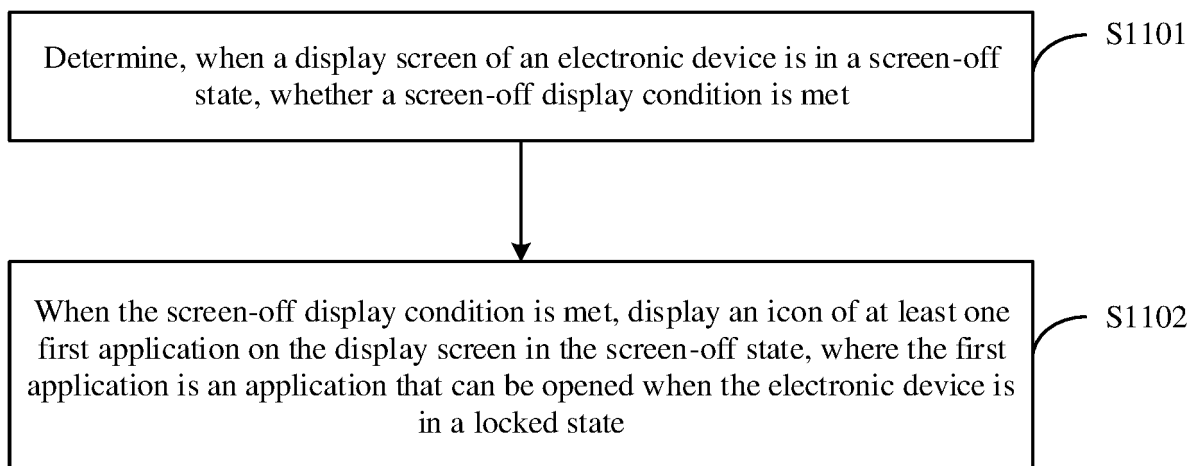 Determine, when a display screen of an electronic device is in a screen-off
state, whether a screen-off display condition is met
S1101
When the screen-off display condition is met, display an icon of at least one
first application on the display screen in the screen-off state, where the first
application is an application that can be opened when the electronic device is
in a locked state
S1102